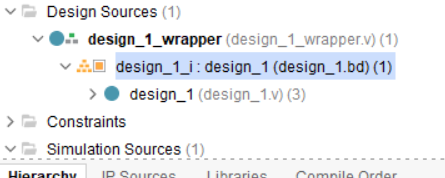 Design Sources (1)
design_1_wrapper (design_1_wrapper.v) (1)
design_1_i : design_1 (design_1.bd) (1)
design_1 (design_1.v) (3)
Constraints
Simulation Sources (1)
Hierarchy IP Sources Libraries Compile Order